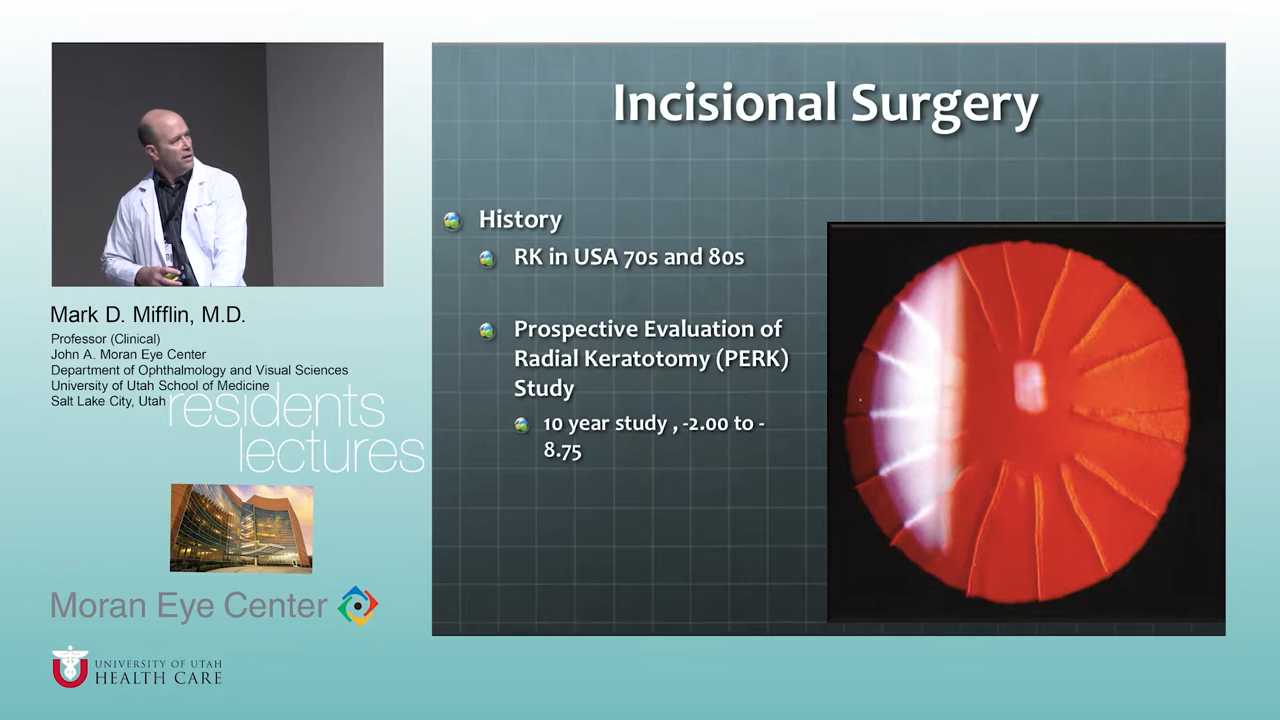 Mark D. Mifflin, M.D.
Professor (Clinical)
John A. Moran Eye Center
Department of Ophthalmology and Visual Sciences
University of Utah School of Medicine
Salt Lake City, Utah
residents
lectures
Moran Eye Center
UNIVERSITY OF UTAH
HEALTH CARE
Incisional Surgery
History
RK in USA 70s and 80s
Prospective Evaluation of
Radial Keratotomy (PERK)
Study
10 year study , -2.00 to -
8.75